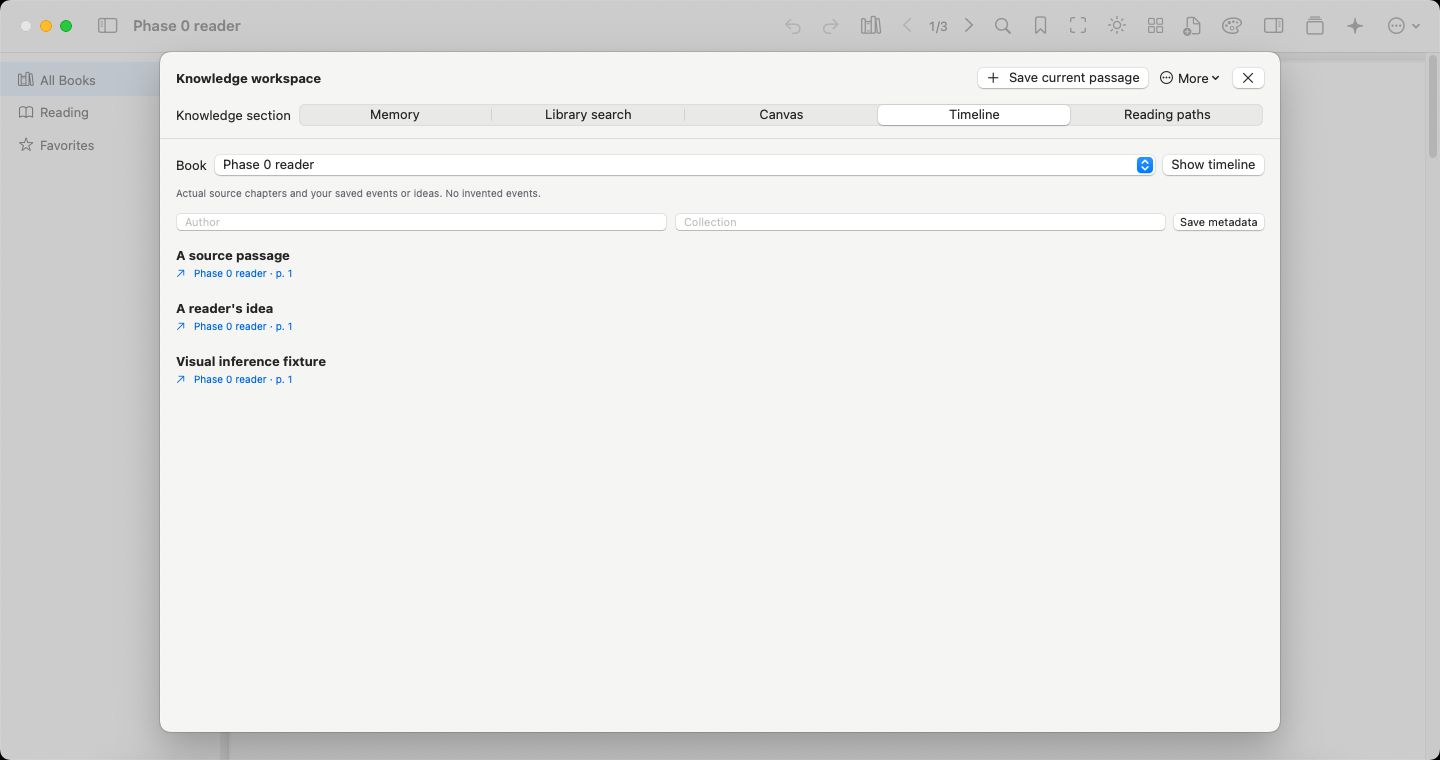 Phase 0 reader
1/3
All Books
Reading
Favorites
Knowledge workspace
Save current passage
More
Knowledge section
Memory
Library search
Canvas
Timeline
Reading paths
Book
Phase 0 reader
Show timeline
Actual source chapters and your saved events or ideas. No invented events.
Author
Collection
Save metadata
A source passage
Phase 0 reader · p. 1
A reader's idea
Phase 0 reader · p. 1
Visual inference fixture
Phase 0 reader · p. 1